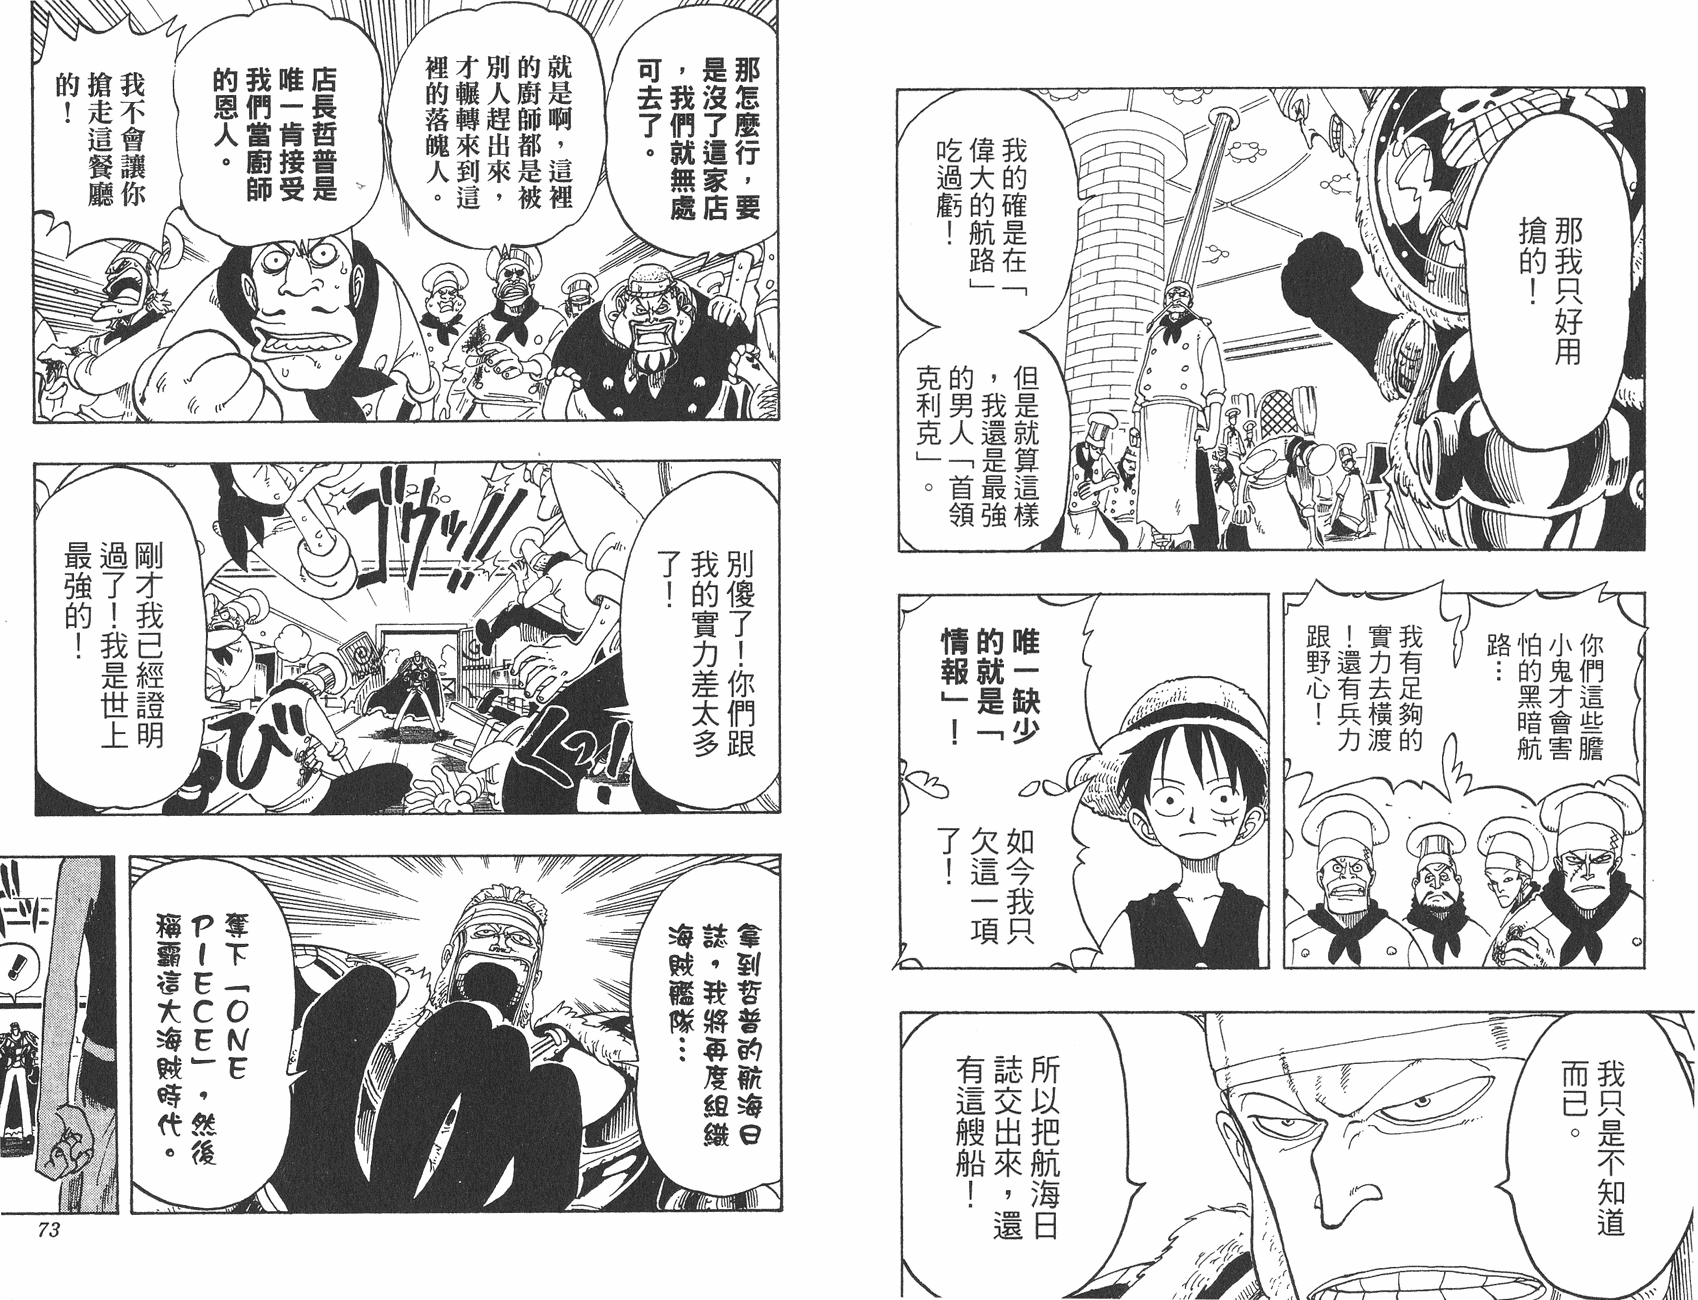 那我只好用
搶的！
我的確是在「
偉大的航路」
吃過虧！
但是就算這樣
，我還是最強
的男人「首領
克利克」。
你們這些膽
小鬼才會害
怕的黑暗航
路…
我有足夠的
實力去橫渡
！還有兵力
跟野心！
唯一缺少
的就是「
情報」！
如今我只
欠這一項
了！
我只是不知道
而已。
所以把航海日
誌交出來，還
有這艘船！
那怎麼行，要
是沒了這家店
，我們就無處
可去了。
就是啊，這裡
的廚師都是被
別人趕出來，
才輾轉來到這
裡的落魄人。
店長哲普是
唯一肯接受
我們當廚師
的恩人。
我不會讓你
搶走這餐廳
的！
別傻了！你們跟
我的實力差太多
了！
ゴウッ!!
びくっ!!
剛才我已經證明
過了！我是世上
最強的！
拿到哲普的航海日
誌，我將再度組織
海賊艦隊…
奪下「ONE
PIECE」，然後
稱霸這大海賊時代。
！
73